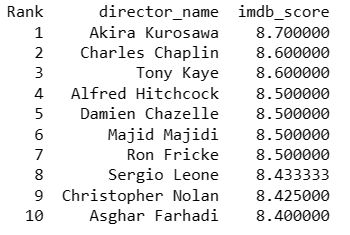 Rank director_name imdb_score
1 Akira Kurosawa 8.700000
2 Charles Chaplin 8.600000
3 Tony Kaye 8.600000
4 Alfred Hitchcock 8.500000
5 Damien Chazelle 8.500000
6 Majid Majidi 8.500000
7 Ron Fricke 8.500000
8 Sergio Leone 8.433333
9 Christopher Nolan 8.425000
10 Asghar Farhadi 8.400000